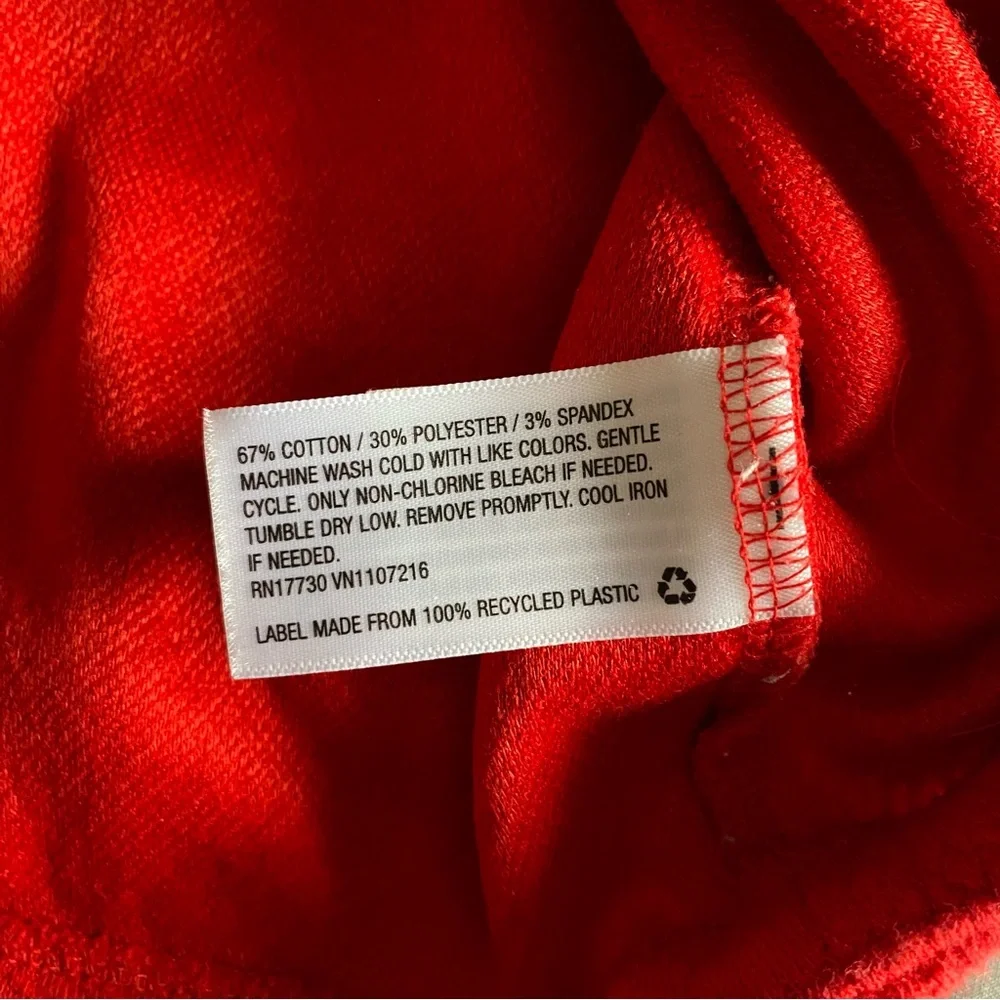 67% COTTON / 30% POLYESTER / 3% SPANDEX
MACHINE WASH COLD WITH LIKE COLORS. GENTLE
CYCLE. ONLY NON-CHLORINE BLEACH IF NEEDED.
TUMBLE DRY LOW. REMOVE PROMPTLY. COOL IRON
IF NEEDED.
RN17730 VN1107216
LABEL MADE FROM 100% RECYCLED PLASTIC